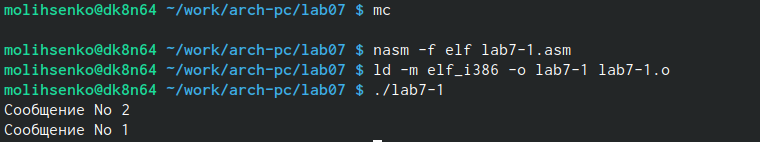 molihsenko@dk8n64 ~/work/arch-pc/lab07 $ mc
molihsenko@dk8n64 ~/work/arch-pc/lab07 $ nasm -f elf lab7-1.asm
molihsenko@dk8n64 ~/work/arch-pc/lab07 $ ld -m elf_i386 -o lab7-1 lab7-1.o
molihsenko@dk8n64 ~/work/arch-pc/lab07 $ ./lab7-1
Сообщение No 2
Сообщение No 1